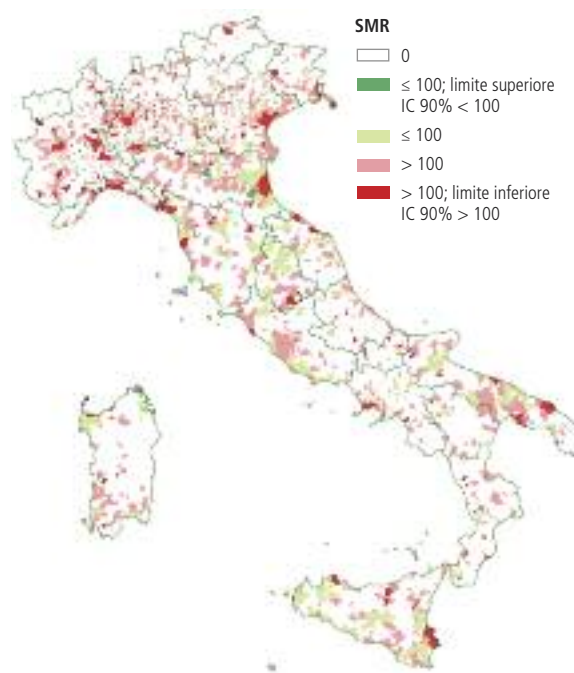 SMR
0
≤ 100; limite superiore
IC 90% < 100
≤ 100
> 100
> 100; limite inferiore
IC 90% > 100